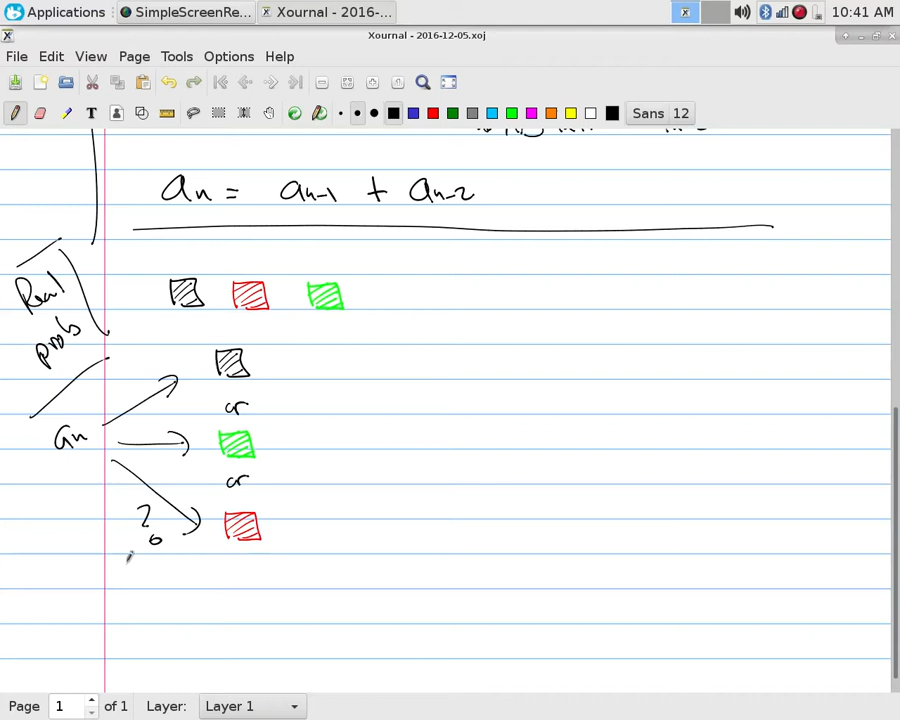 Applications SimpleScreenRe... Xournal - 2016-... 10:41 AM
Xournal - 2016-12-05.xoj
File Edit View Page Tools Options Help
T Sans 12
an = an-1 + an-2
Real
prob
an
or
or
?
Page 1 of 1 Layer: Layer 1